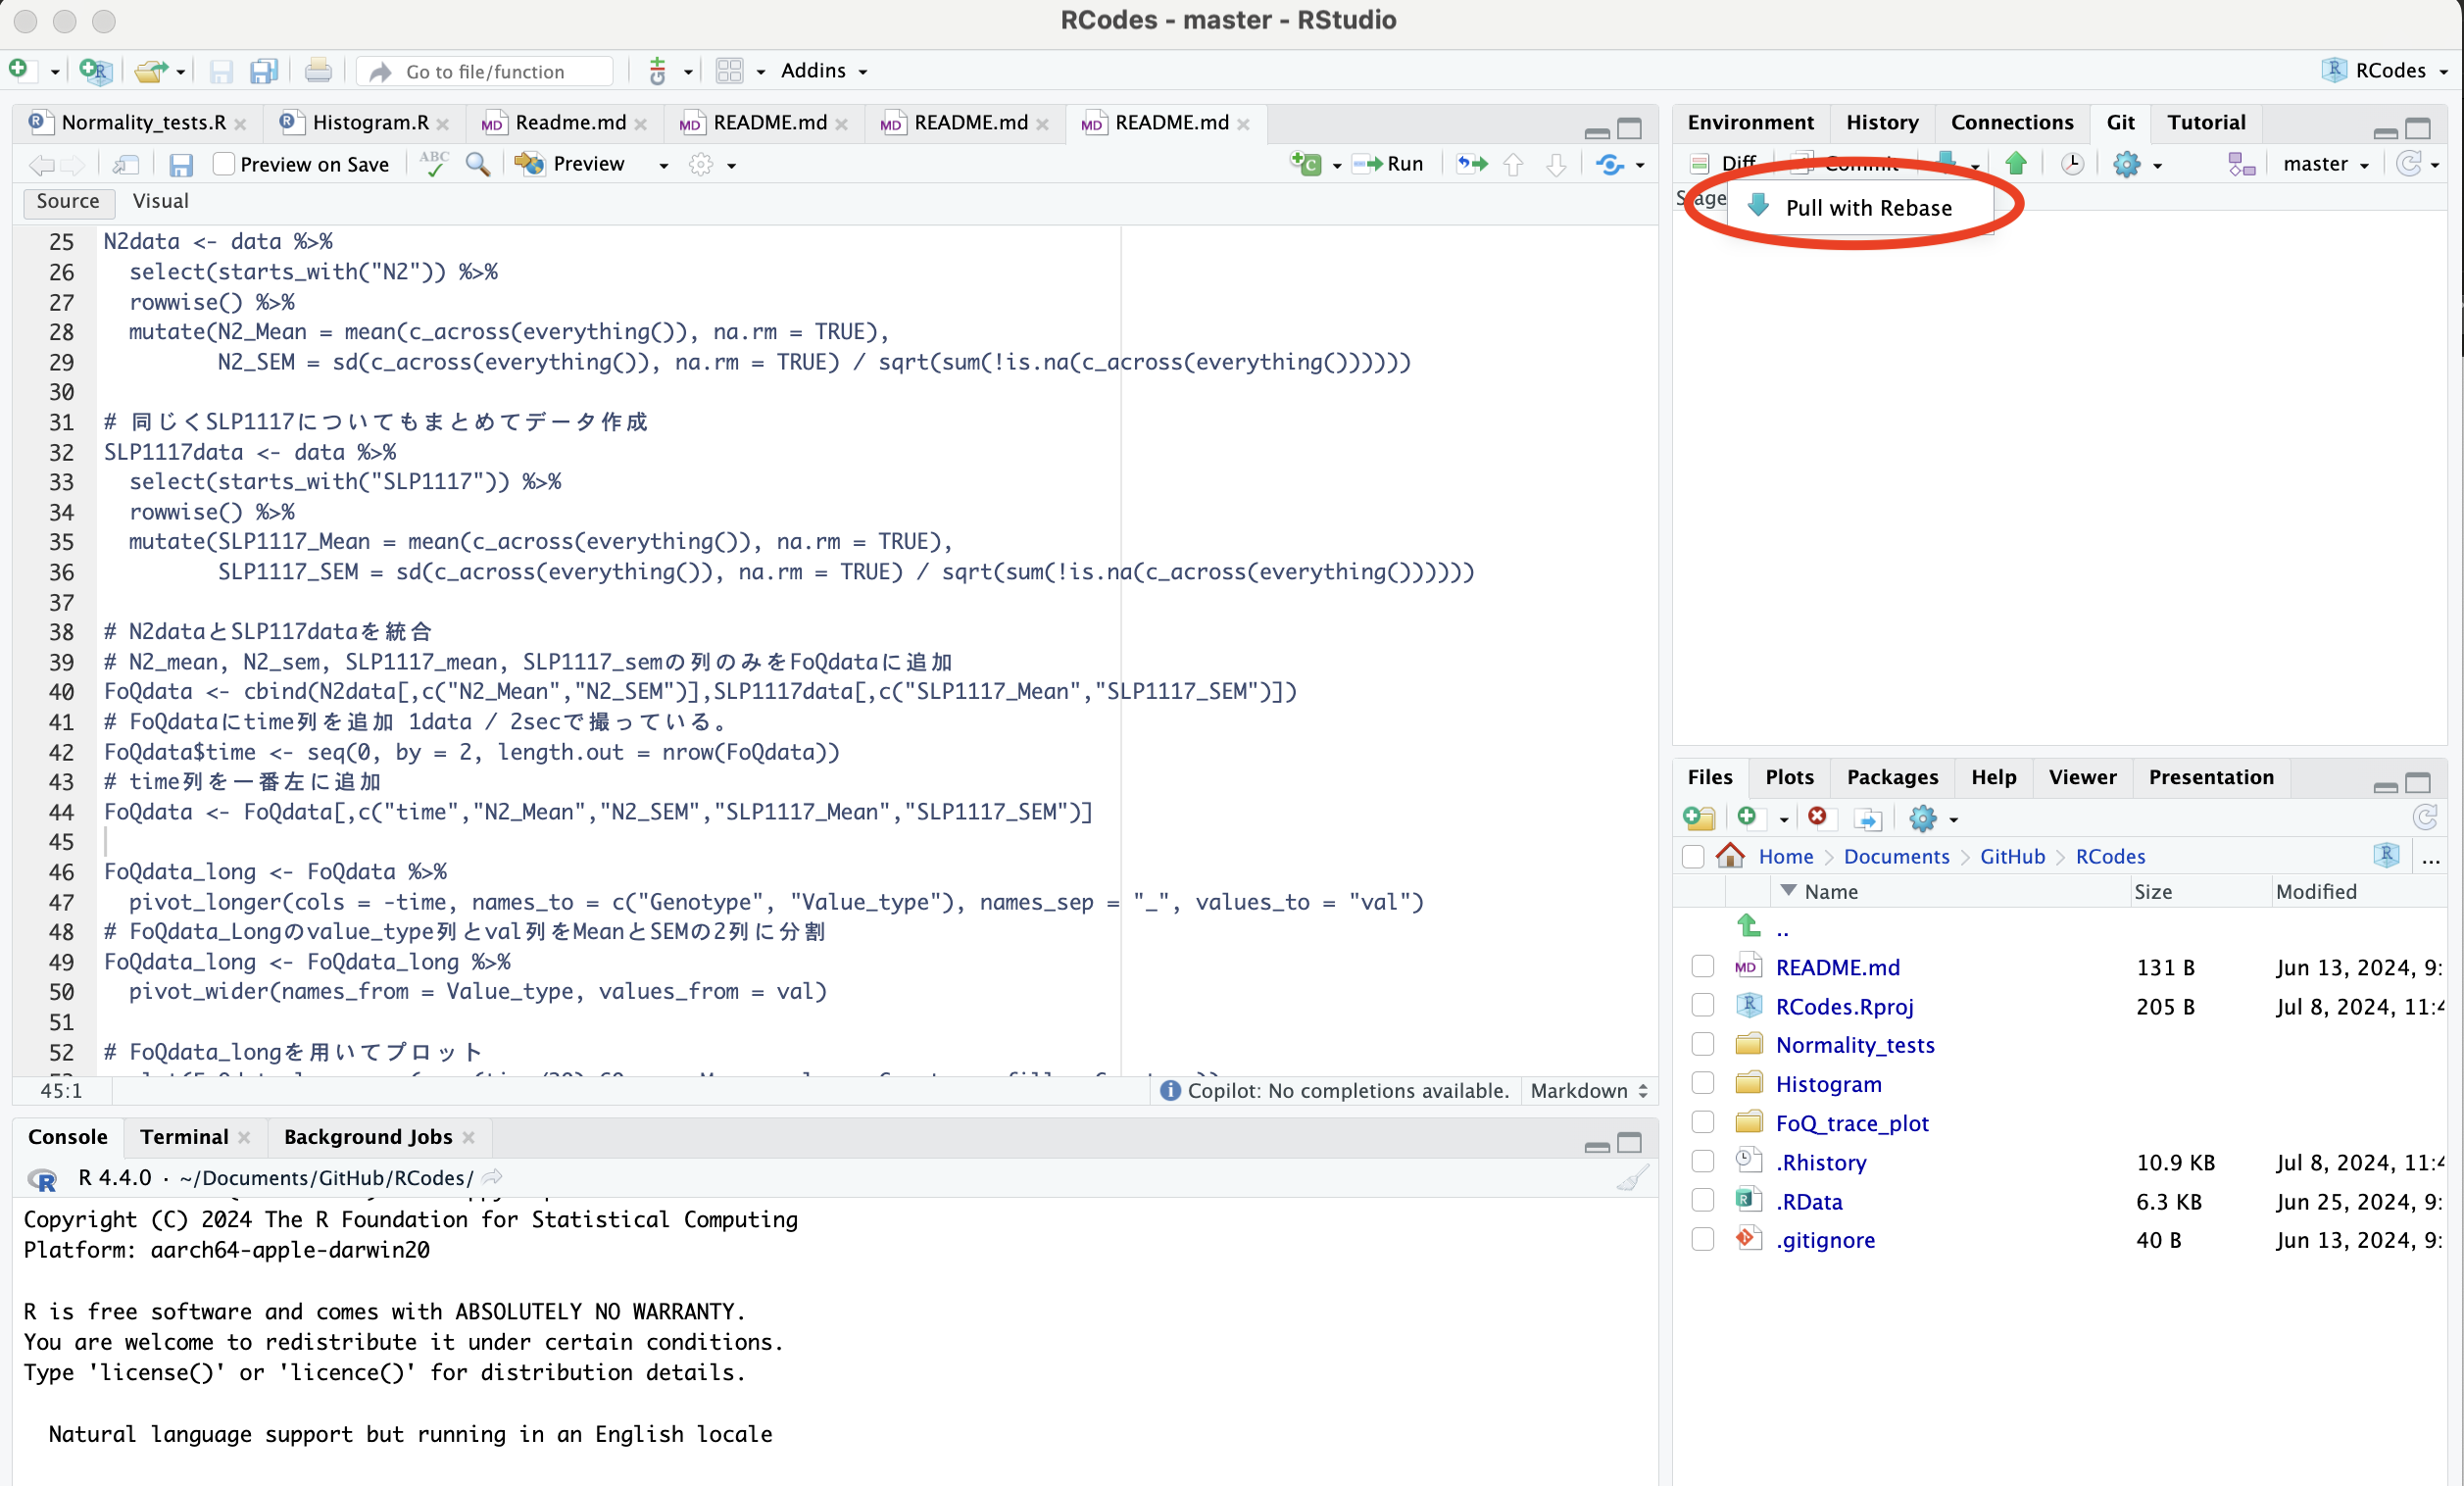 RCodes - master - RStudio
Go to file/function
Addins
RCodes
Normality_tests.R
Histogram.R
Readme.md
README.md
README.md
README.md
Preview on Save
ABC
Preview
Run
Source
Visual
25 N2data <- data %>%
26 select(starts_with("N2")) %>%
27 rowwise() %>%
28 mutate(N2_Mean = mean(c_across(everything()), na.rm = TRUE),
29 N2_SEM = sd(c_across(everything()), na.rm = TRUE) / sqrt(sum(!is.na(c_across(everything())))))
30
31 # 同じくSLP1117についてもまとめてデータ作成
32 SLP1117data <- data %>%
33 select(starts_with("SLP1117")) %>%
34 rowwise() %>%
35 mutate(SLP1117_Mean = mean(c_across(everything()), na.rm = TRUE),
36 SLP1117_SEM = sd(c_across(everything()), na.rm = TRUE) / sqrt(sum(!is.na(c_across(everything())))))
37
38 # N2dataとSLP117dataを統合
39 # N2_mean, N2_sem, SLP1117_mean, SLP1117_semの列のみをFoQdataに追加
40 FoQdata <- cbind(N2data[,c("N2_Mean","N2_SEM")],SLP1117data[,c("SLP1117_Mean","SLP1117_SEM")])
41 # FoQdataにtime列を追加 1data / 2secで撮っている。
42 FoQdata$time <- seq(0, by = 2, length.out = nrow(FoQdata))
43 # time列を一番左に追加
44 FoQdata <- FoQdata[,c("time","N2_Mean","N2_SEM","SLP1117_Mean","SLP1117_SEM")]
45
46 FoQdata_long <- FoQdata %>%
47 pivot_longer(cols = -time, names_to = c("Genotype", "Value_type"), names_sep = "_", values_to = "val")
48 # FoQdata_Longのvalue_type列とval列をMeanとSEMの2列に分割
49 FoQdata_long <- FoQdata_long %>%
50 pivot_wider(names_from = Value_type, values_from = val)
51
52 # FoQdata_longを用いてプロット
45:1
Copilot: No completions available.
Markdown
Console
Terminal
Background Jobs
R 4.4.0 · ~/Documents/GitHub/RCodes/
Copyright (C) 2024 The R Foundation for Statistical Computing
Platform: aarch64-apple-darwin20
R is free software and comes with ABSOLUTELY NO WARRANTY.
You are welcome to redistribute it under certain conditions.
Type 'license()' or 'licence()' for distribution details.
Natural language support but running in an English locale
Environment
History
Connections
Git
Tutorial
Diff
Commit
master
Stage
Pull with Rebase
Files
Plots
Packages
Help
Viewer
Presentation
Home
Documents
GitHub
RCodes
...
Name Size Modified
..
README.md 131 B Jun 13, 2024, 9:
RCodes.Rproj 205 B Jul 8, 2024, 11:4
Normality_tests
Histogram
FoQ_trace_plot
.Rhistory 10.9 KB Jul 8, 2024, 11:4
.RData 6.3 KB Jun 25, 2024, 9:
.gitignore 40 B Jun 13, 2024, 9: